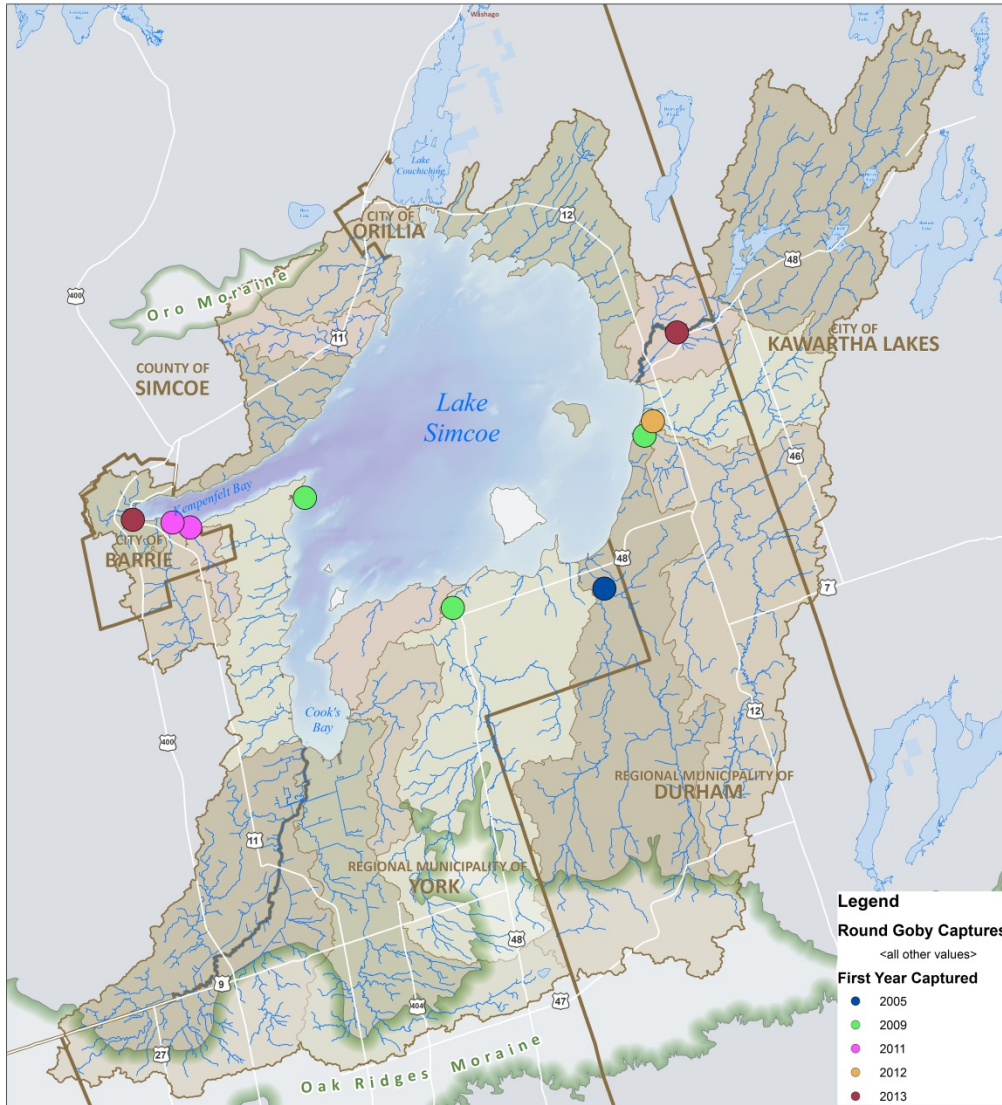 Washago
Lake
Couchiching
CITY OF
ORILLIA
12
48
Oro Moraine
400
11
CITY OF
KAWARTHA LAKES
COUNTY OF
SIMCOE
Lake
Simcoe
46
Kempenfelt Bay
CITY OF
BARRIE
48
7
Cook's
Bay
12
400
REGIONAL MUNICIPALITY OF
DURHAM
11
REGIONAL MUNICIPALITY OF
YORK
48
9
47
404
27
Oak Ridges Moraine
Legend
Round Goby Captures
<all other values>
First Year Captured
2005
2009
2011
2012
2013